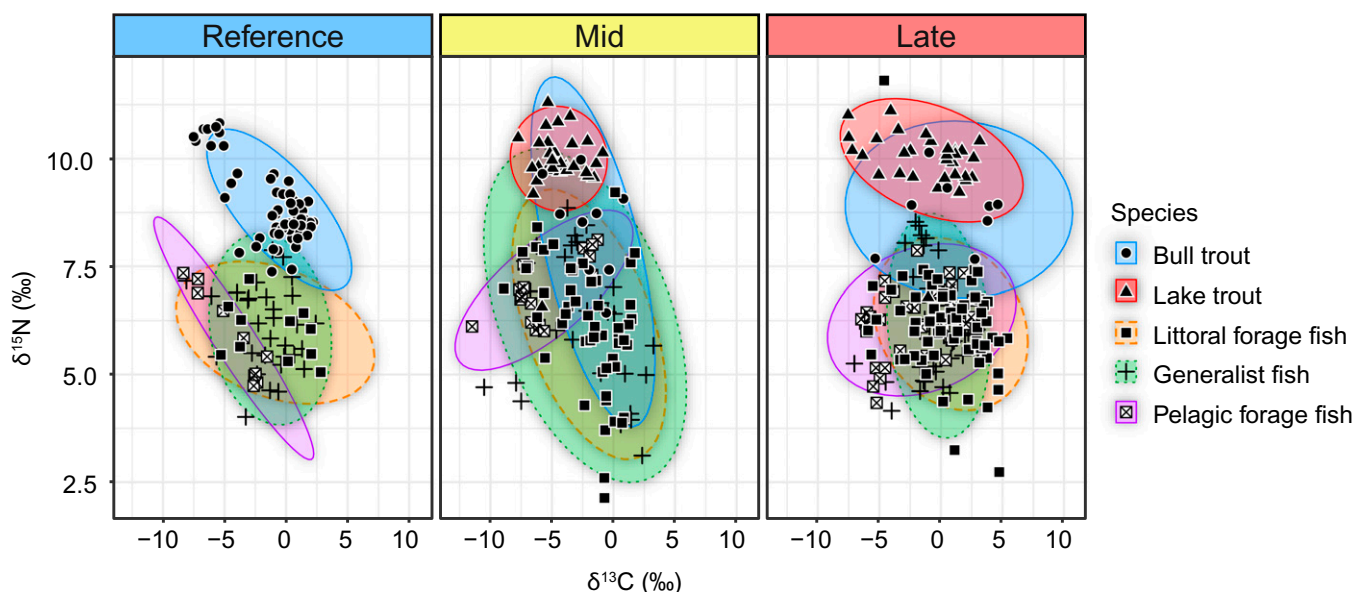 Reference Mid Late
10.0
7.5
5.0
2.5
δ¹⁵N (‰)
−10 −5 0 5 10 −10 −5 0 5 10 −10 −5 0 5 10
δ¹³C (‰)
Species
Bull trout
Lake trout
Littoral forage fish
Generalist fish
Pelagic forage fish